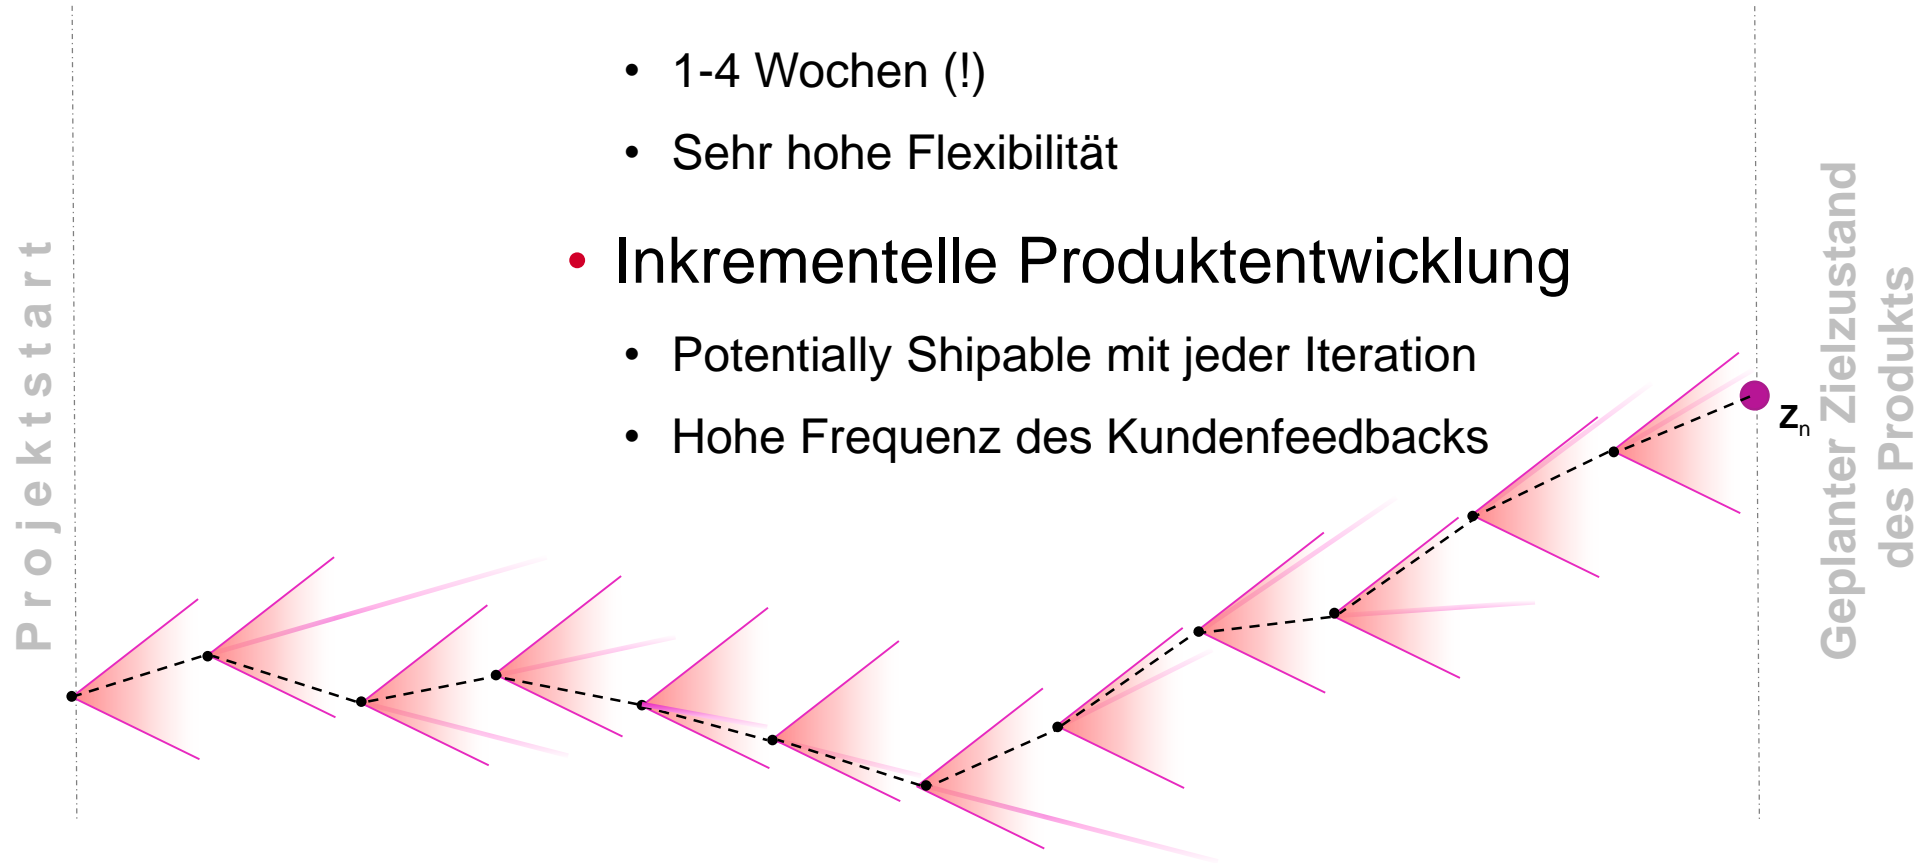 Projektstart
• 1-4 Wochen (!)
• Sehr hohe Flexibilität
• Inkrementelle Produktentwicklung
• Potentially Shipable mit jeder Iteration
• Hohe Frequenz des Kundenfeedbacks
Zn
Geplanter Zielzustand
des Produkts